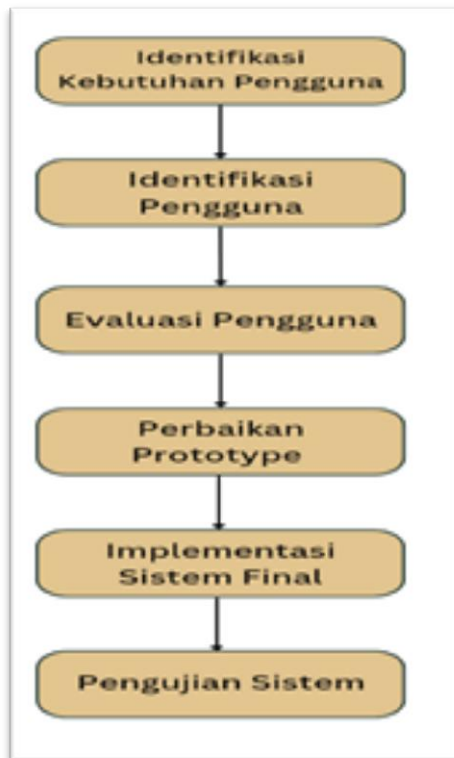 Identifikasi
Kebutuhan Pengguna
Identifikasi
Pengguna
Evaluasi Pengguna
Perbaikan
Prototype
Implementasi
Sistem Final
Pengujian Sistem